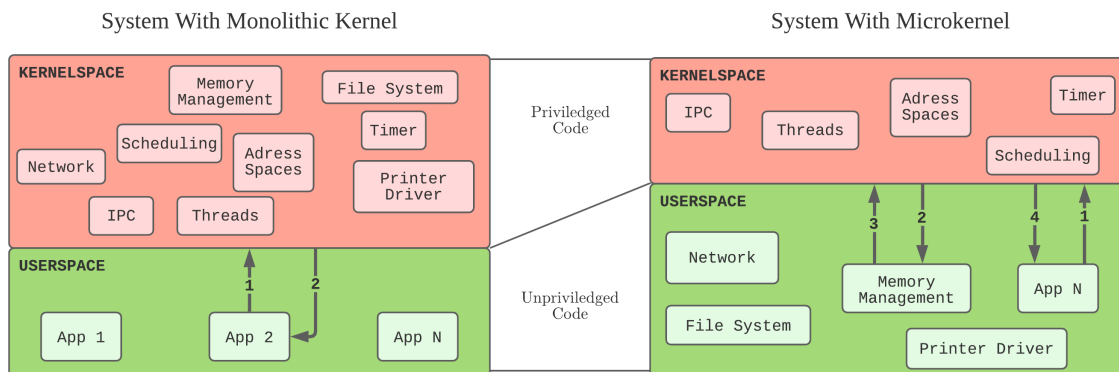 System With Monolithic Kernel
System With Microkernel
KERNELSPACE
Memory
Management
File System
Timer
Scheduling
Adress
Spaces
Network
Printer
Driver
IPC
Threads
USERSPACE
1
2
App 1
App 2
App N
Priviledged
Code
Unpriviledged
Code
KERNELSPACE
IPC
Threads
Adress
Spaces
Timer
Scheduling
USERSPACE
3
2
4
1
Network
Memory
Management
App N
File System
Printer Driver